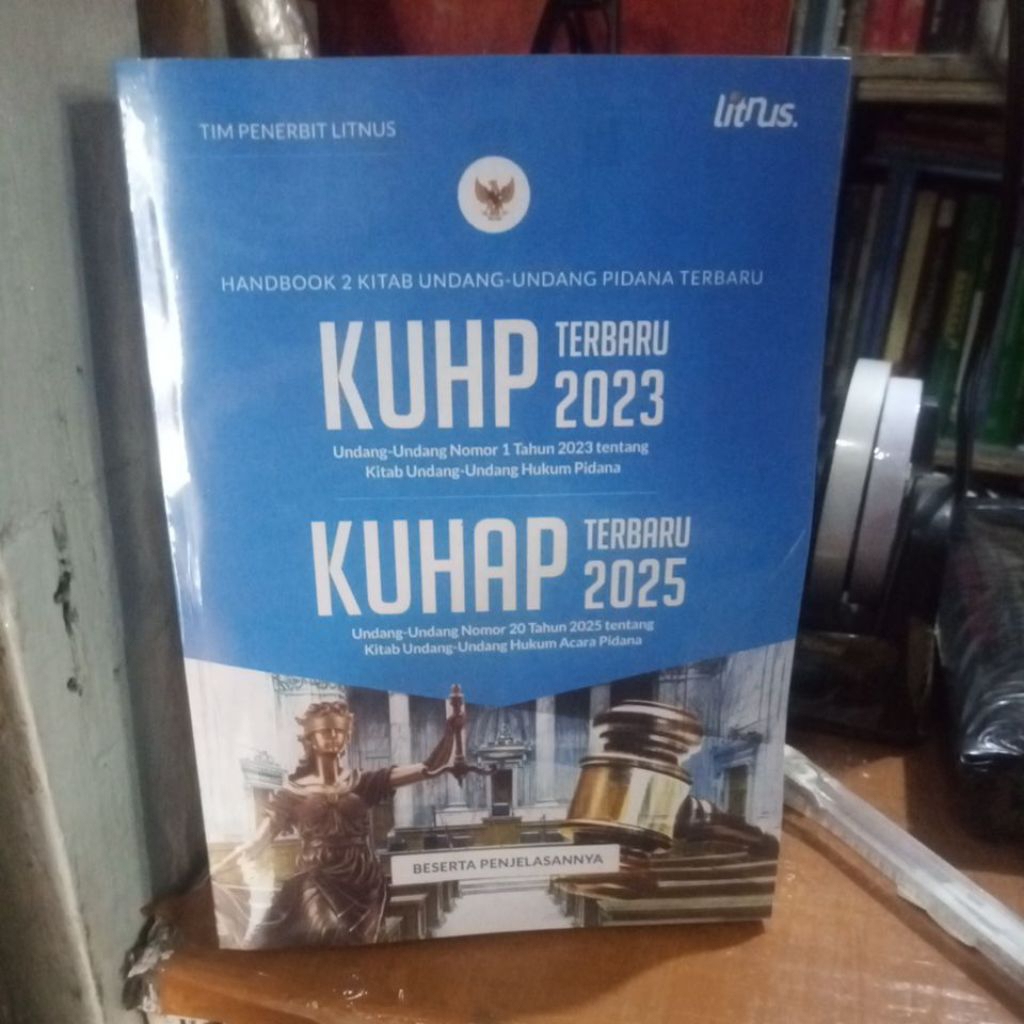 TIM PENERBIT LITNUS
litnus.
HANDBOOK 2 KITAB UNDANG-UNDANG PIDANA TERBARU
KUHP TERBARU 2023
Undang-Undang Nomor 1 Tahun 2023 tentang
Kitab Undang-Undang Hukum Pidana
KUHAP TERBARU 2025
Undang-Undang Nomor 20 Tahun 2025 tentang
Kitab Undang-Undang Hukum Acara Pidana
BESERTA PENJELASANNYA